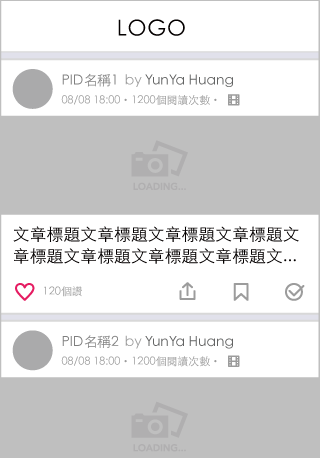 LOGO
PID名稱1 by YunYa Huang
08/08 18:00・1200個閱讀次數・
LOADING...
文章標題文章標題文章標題文章標題文
章標題文章標題文章標題文章標題文...
120個讚
PID名稱2 by YunYa Huang
08/08 18:00・1200個閱讀次數・
LOADING...